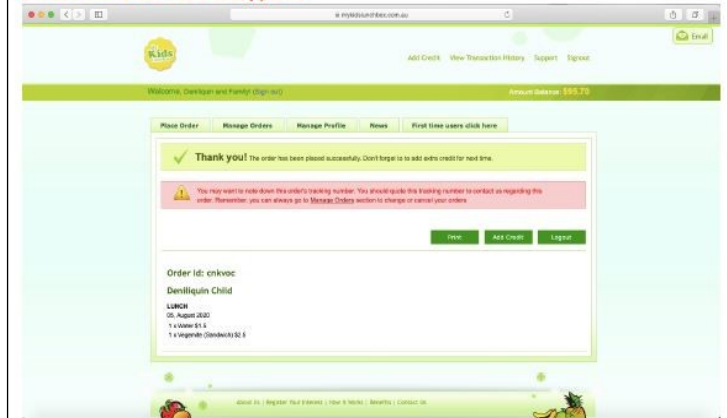 mykidslunchbox.com.au
Email
Kids
Add Credit View Transaction History Support Signout
Welcome, Deniliquin and Family! (Sign out)
Amount Balance: $95.70
Place Order Manage Orders Manage Profile News First time users click here
Thank you! The order has been placed successfully. Don't forget to to add extra credit for next time.
You may want to note down this order's tracking number. You should quote this tracking number to contact us regarding this
order. Remember, you can always go to Manage Orders section to change or cancel your orders
Print Add Credit Logout
Order Id: cnkvoc
Deniliquin Child
LUNCH
05, August 2020
1 x Water $1.5
1 x Vegemite (Sandwich) $2.5
About Us | Register Your Interest | How it Works | Benefits | Contact Us